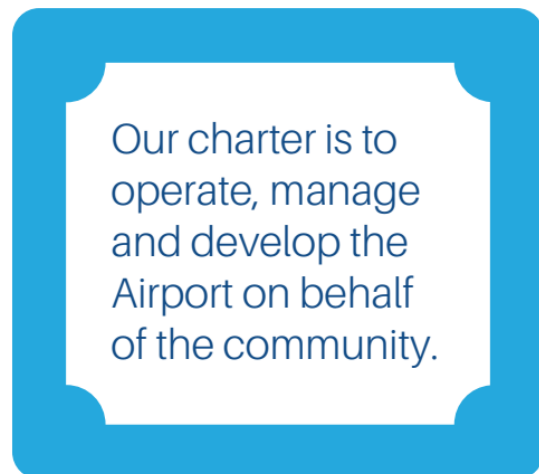 Our charter is to
operate, manage
and develop the
Airport on behalf
of the community.